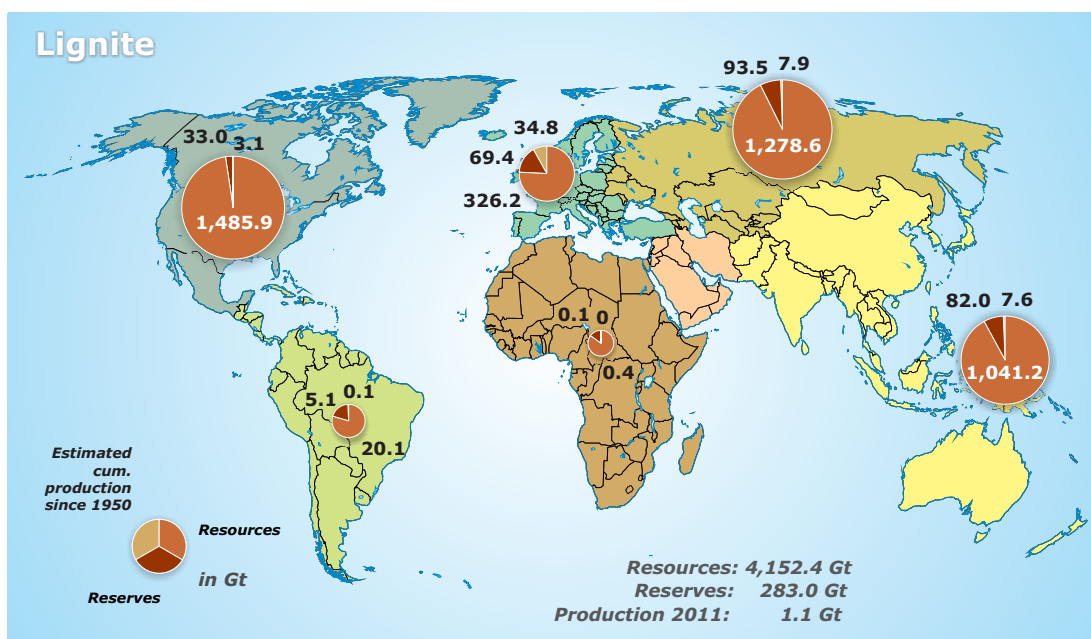 Lignite
93.5 7.9
1,278.6
34.8
69.4
326.2
33.0
3.1
1,485.9
82.0 7.6
1,041.2
0.1 0
0.4
5.1 0.1
20.1
Estimated
cum.
production
since 1950
Resources
Reserves
in Gt
Resources: 4,152.4 Gt
Reserves: 283.0 Gt
Production 2011: 1.1 Gt